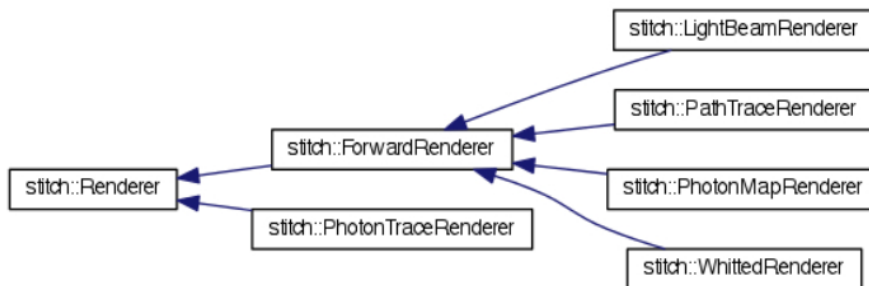 stitch::LightBeamRenderer
stitch::PathTraceRenderer
stitch::ForwardRenderer
stitch::Renderer
stitch::PhotonMapRenderer
stitch::PhotonTraceRenderer
stitch::WhittedRenderer